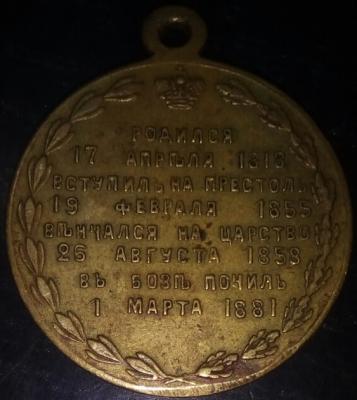 РОДИЛСЯ
17 АПРѢЛЯ 1818
ВСТУПИЛЪ НА ПРЕСТОЛЪ
19 ФЕВРАЛЯ 1855
ВѢНЧАЛСЯ НА ЦАРСТВО
26 АВГУСТА 1858
ВЪ БОЗѢ ПОЧИЛЪ
1 МАРТА 1881